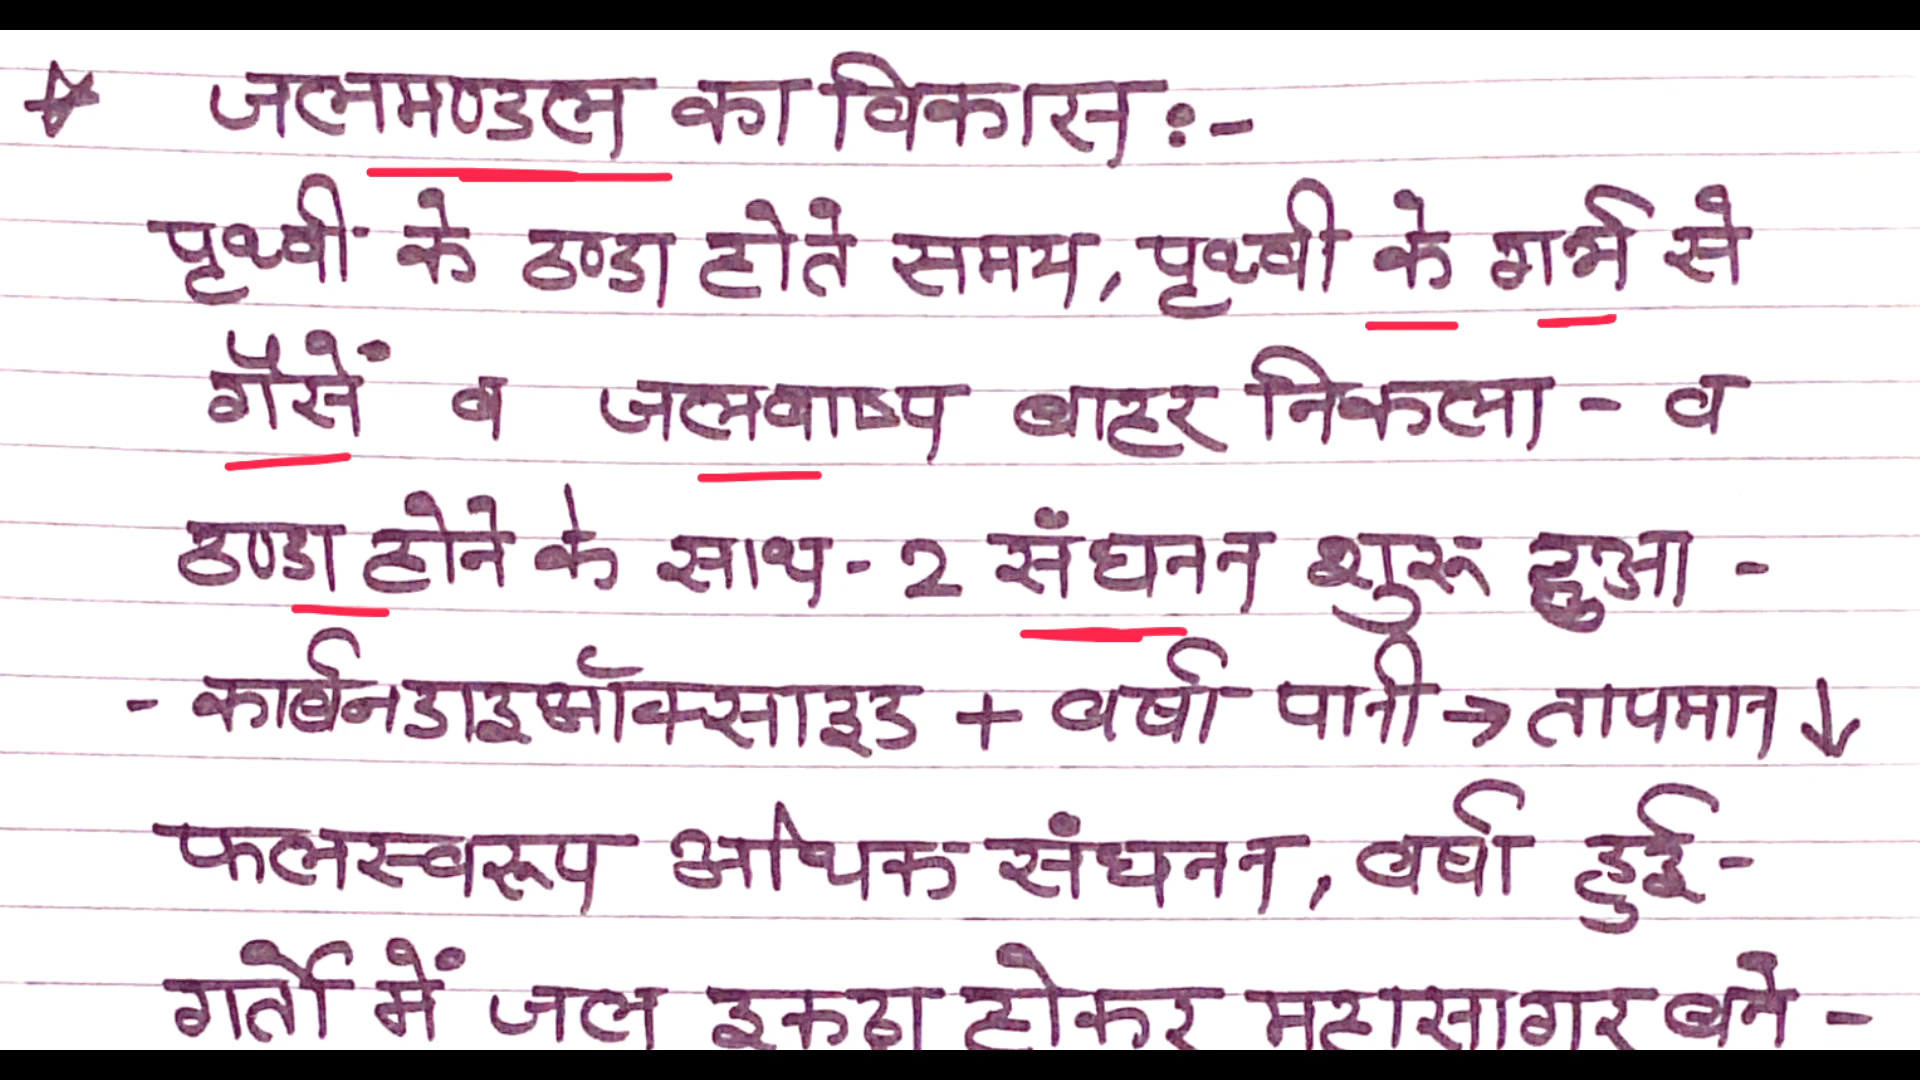 ☆ जलमण्डल का विकास :-
पृथ्वी के ठण्डा होते समय, पृथ्वी के गर्भ से
गैसें व जलवाष्प बाहर निकला - व
ठण्डा होने के साथ-2 संघनन शुरू हुआ -
- कार्बनडाइऑक्साइड + वर्षा पानी → तापमान ↓
फलस्वरूप अधिक संघनन, वर्षा हुई -
गर्तो में जल इकठा होकर महासागर बने -